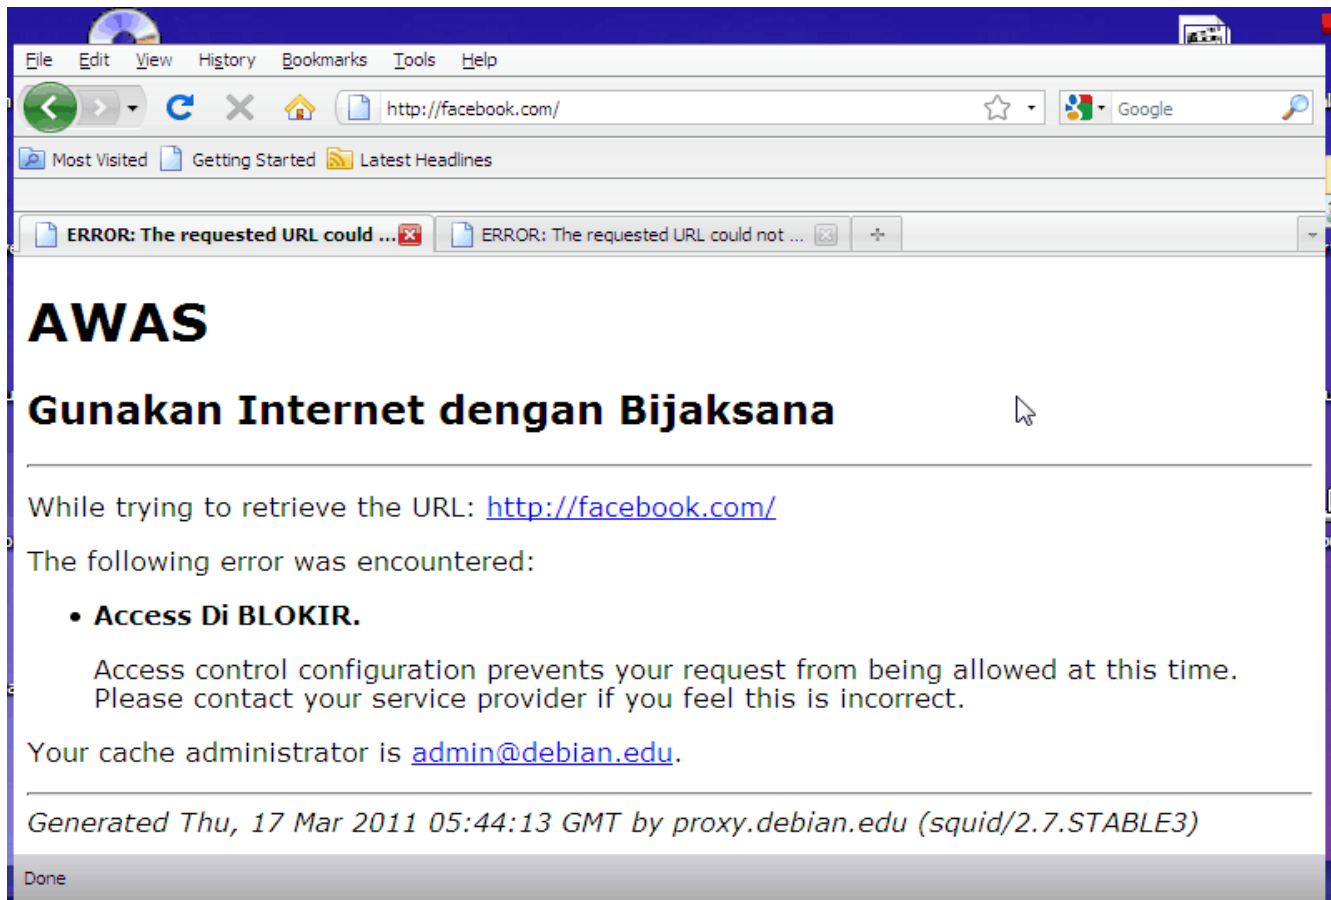 File Edit View History Bookmarks Tools Help
http://facebook.com/ Google
Most Visited Getting Started Latest Headlines
ERROR: The requested URL could ... ERROR: The requested URL could not ...
AWAS
Gunakan Internet dengan Bijaksana
While trying to retrieve the URL: http://facebook.com/
The following error was encountered:
• Access Di BLOKIR.
Access control configuration prevents your request from being allowed at this time.
Please contact your service provider if you feel this is incorrect.
Your cache administrator is admin@debian.edu.
Generated Thu, 17 Mar 2011 05:44:13 GMT by proxy.debian.edu (squid/2.7.STABLE3)
Done